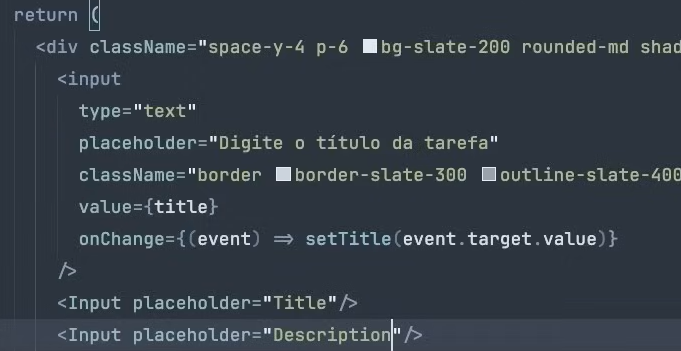 return (
<div className="space-y-4 p-6 bg-slate-200 rounded-md shad
<input
type="text"
placeholder="Digite o título da tarefa"
className="border border-slate-300 outline-slate-400
value={title}
onChange={(event) => setTitle(event.target.value)}
/>
<Input placeholder="Title"/>
<Input placeholder="Description"/>